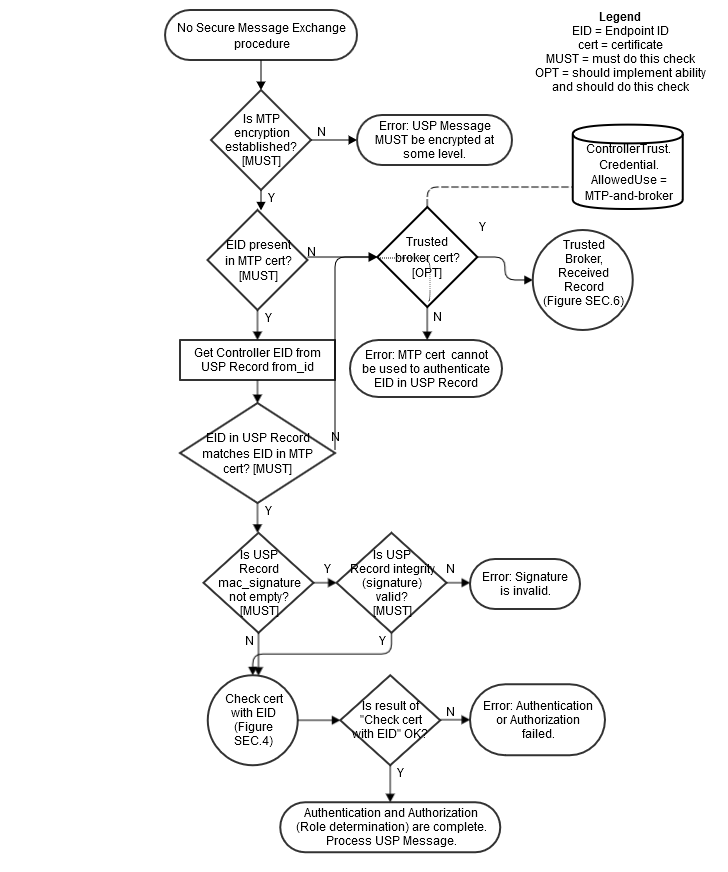 No Secure Message Exchange
procedure
Legend
EID = Endpoint ID
cert = certificate
MUST = must do this check
OPT = should implement ability
and should do this check
Is MTP
encryption
established?
[MUST]
N
Error: USP Message
MUST be encrypted at
some level.
ControllerTrust.
Credential.
AllowedUse =
MTP-and-broker
Y
EID present
in MTP cert?
[MUST]
N
Trusted
broker cert?
[OPT]
Y
Trusted
Broker,
Received
Record
(Figure SEC.6)
Y
N
Get Controller EID from
USP Record from_id
Error: MTP cert cannot
be used to authenticate
EID in USP Record
EID in USP Record
matches EID in MTP
cert? [MUST]
N
Y
Is USP
Record
mac_signature
not empty?
[MUST]
Y
Is USP
Record integrity
(signature)
valid?
[MUST]
N
Error: Signature
is invalid.
N
Y
Check cert
with EID
(Figure
SEC.4)
Is result of
"Check cert
with EID" OK?
N
Error: Authentication
or Authorization
failed.
Y
Authentication and Authorization
(Role determination) are complete.
Process USP Message.